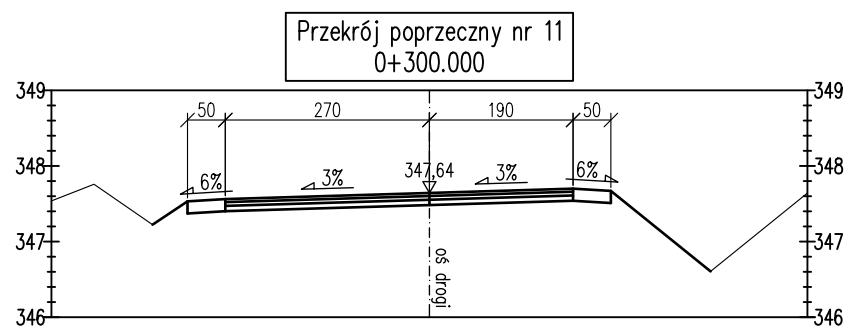 Przekrój poprzeczny nr 11
0+300.000
349 349
50 270 190 50
348 348
6% 3% 347,64 3% 6%
347 347
oś drogi
346 346